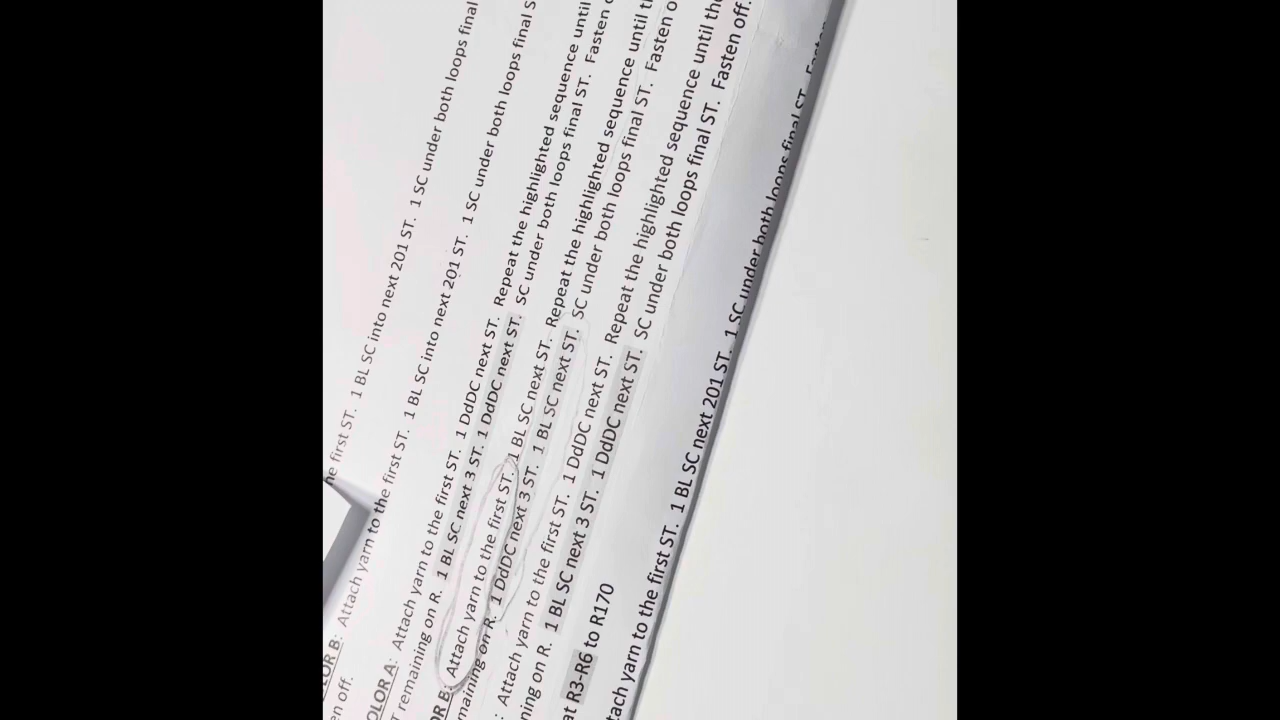 he first ST. 1 BL SC into next 201 ST. 1 SC under both loops final
OR B: Attach yarn to the first ST. 1 BL SC into next 201 ST. 1 SC under both loops final S
en off.
OLOR A: Attach yarn to the first ST. 1 DdDC next ST. Repeat the highlighted sequence until
T remaining on R. 1 BL SC next 3 ST. 1 DdDC next ST. SC under both loops final ST. Fasten
OR B: Attach yarn to the first ST. 1 BL SC next ST. Repeat the highlighted sequence until t
maining on R. 1 DdDC next 3 ST. 1 BL SC next ST. SC under both loops final ST. Fasten o
: Attach yarn to the first ST. 1 DdDC next ST. Repeat the highlighted sequence until the
ning on R. 1 BL SC next 3 ST. 1 DdDC next ST. SC under both loops final ST. Fasten off.
at R3-R6 to R170
tach yarn to the first ST. 1 BL SC next 201 ST. 1 SC under both loops final ST. Fasten